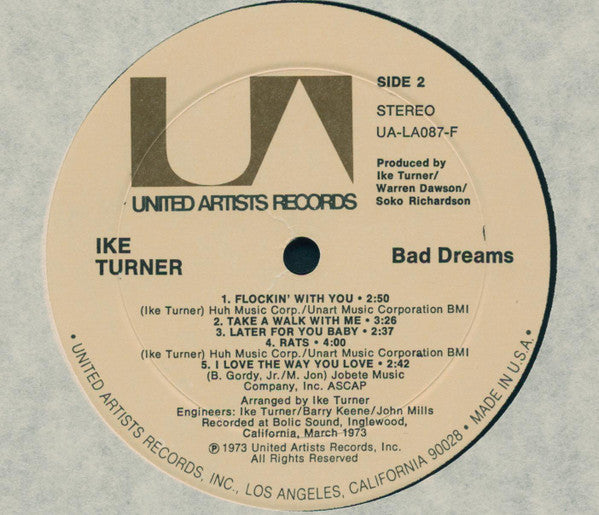 UA
SIDE 2
STEREO
UA-LA087-F
Produced by
Ike Turner/
Warren Dawson/
Soko Richardson
UNITED ARTISTS RECORDS
IKE
TURNER
Bad Dreams
1. FLOCKIN' WITH YOU • 2:50
(Ike Turner) Huh Music Corp./Unart Music Corporation BMI
2. TAKE A WALK WITH ME • 3:26
3. LATER FOR YOU BABY • 2:37
4. RATS • 4:00
(Ike Turner) Huh Music Corp./Unart Music Corporation BMI
5. I LOVE THE WAY YOU LOVE • 2:42
(B. Gordy, Jr./M. Jon) Jobete Music
Company, Inc. ASCAP
Arranged by Ike Turner
Engineers: Ike Turner/Barry Keene/John Mills
Recorded at Bolic Sound, Inglewood,
California, March 1973
℗ 1973 United Artists Records, Inc.
All Rights Reserved
• UNITED ARTISTS RECORDS, INC., LOS ANGELES, CALIFORNIA 90028 • MADE IN U.S.A. •